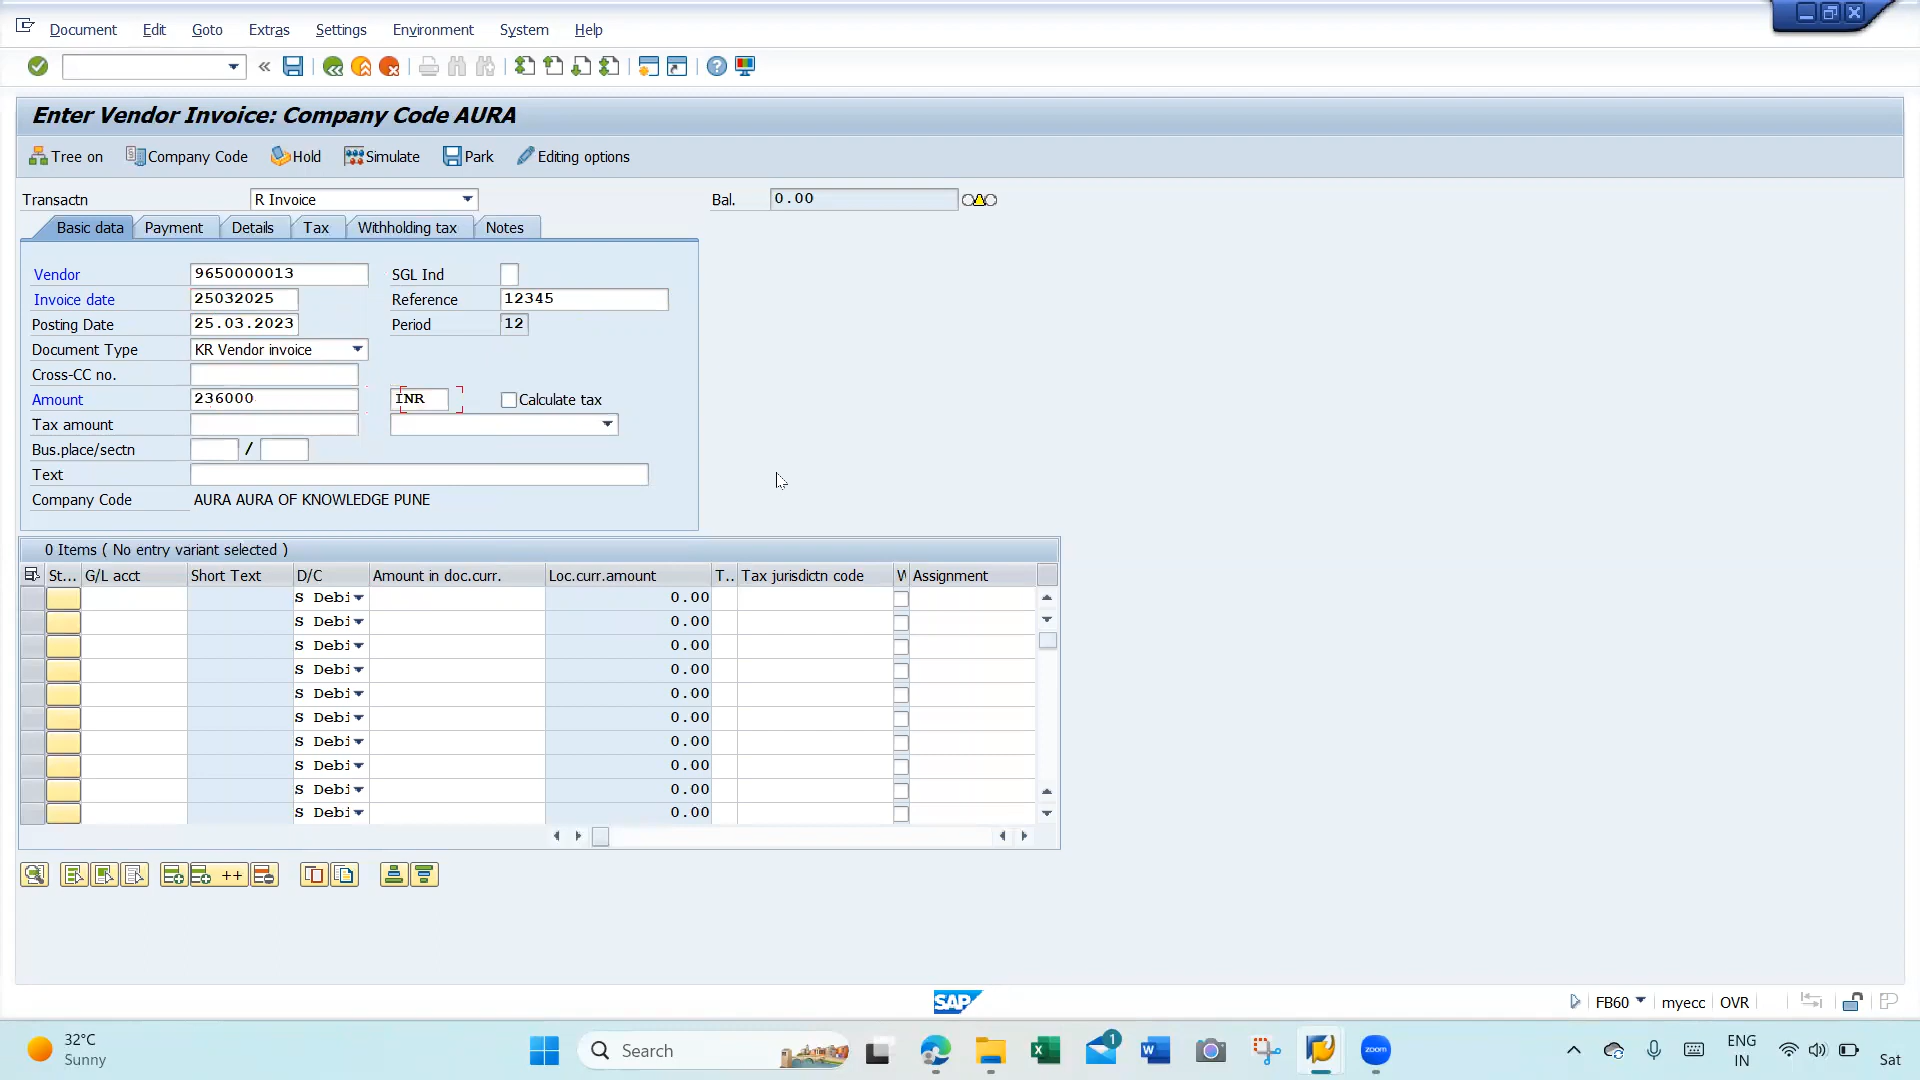 Document Edit Goto Extras Settings Environment System Help
Enter Vendor Invoice: Company Code AURA
Tree on Company Code Hold Simulate Park Editing options
Transactn R Invoice Bal. 0.00
Basic data Payment Details Tax Withholding tax Notes
Vendor 9650000013 SGL Ind
Invoice date 25032025 Reference 12345
Posting Date 25.03.2023 Period 12
Document Type KR Vendor invoice
Cross-CC no.
Amount 236000 INR Calculate tax
Tax amount
Bus.place/sectn /
Text
Company Code AURA AURA OF KNOWLEDGE PUNE
0 Items ( No entry variant selected )
St... G/L acct Short Text D/C Amount in doc.curr. Loc.curr.amount T.. Tax jurisdictn code W Assignment
S Debi 0.00
S Debi 0.00
S Debi 0.00
S Debi 0.00
S Debi 0.00
S Debi 0.00
S Debi 0.00
S Debi 0.00
S Debi 0.00
S Debi 0.00
++
SAP FB60 myecc OVR
32°C
Sunny
Search
1
zoom
ENG
IN
Sat